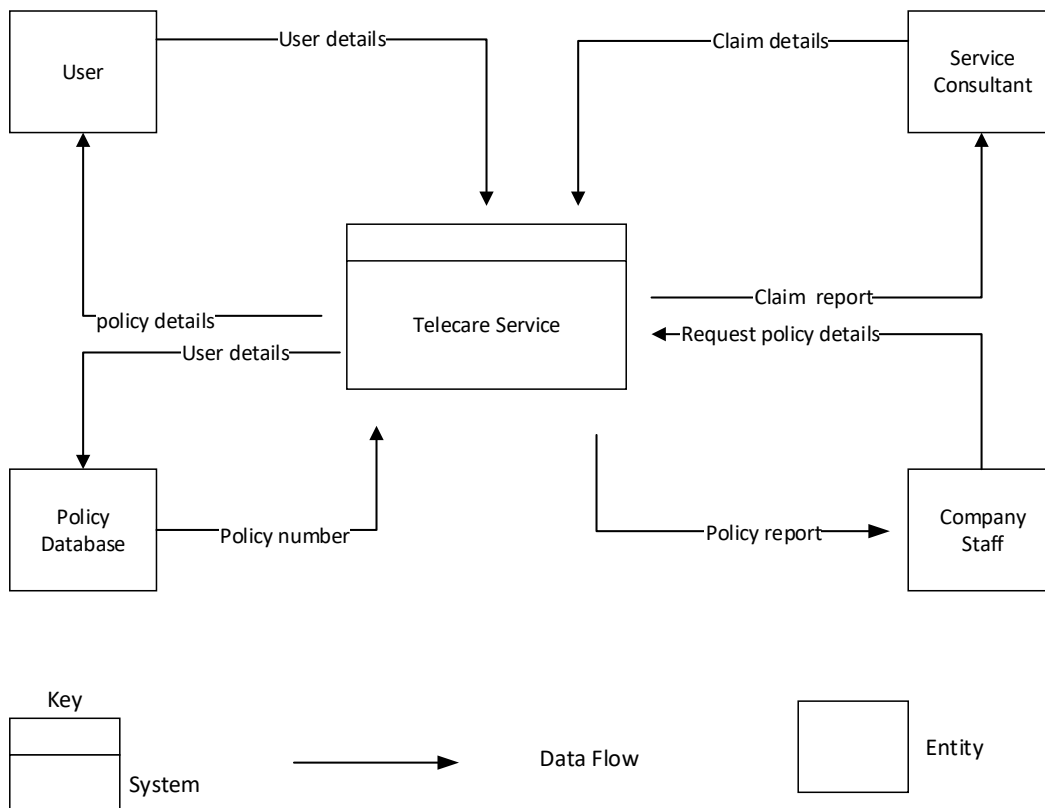 User details
Claim details
User
Service
Consultant
Claim  report
policy details
Telecare Service
Request policy details
User details
Policy
Database
Policy number
Policy report
Company
Staff
Key
System
Data Flow
Entity